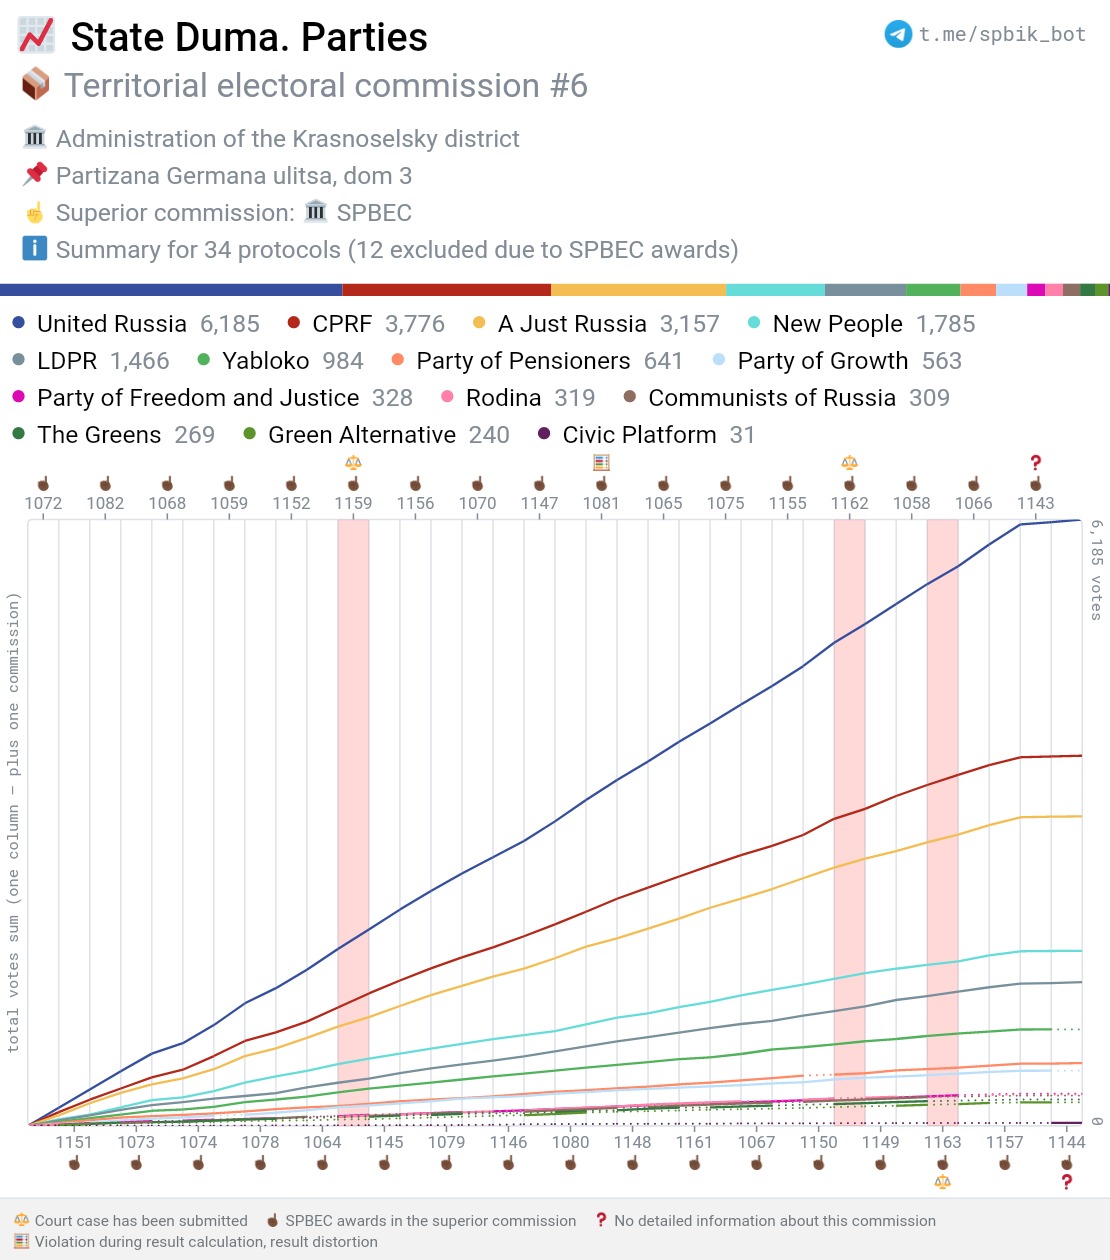 State Duma. Parties
t.me/spbik_bot
Territorial electoral commission #6
Administration of the Krasnoselsky district
Partizana Germana ulitsa, dom 3
Superior commission: SPBEC
Summary for 34 protocols (12 excluded due to SPBEC awards)
United Russia 6,185 CPRF 3,776 A Just Russia 3,157 New People 1,785
LDPR 1,466 Yabloko 984 Party of Pensioners 641 Party of Growth 563
Party of Freedom and Justice 328 Rodina 319 Communists of Russia 309
The Greens 269 Green Alternative 240 Civic Platform 31
1072 1082 1068 1059 1152 1159 1156 1070 1147 1081 1065 1075 1155 1162 1058 1066 1143
6,185 votes
total votes sum (one column – plus one commission)
0
1151 1073 1074 1078 1064 1145 1079 1146 1080 1148 1161 1067 1150 1149 1163 1157 1144
Court case has been submitted SPBEC awards in the superior commission ? No detailed information about this commission
Violation during result calculation, result distortion